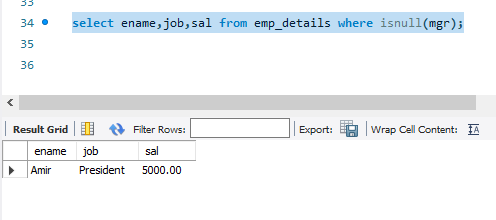 33
34 select ename,job,sal from emp_details where isnull(mgr);
35
36
Result Grid Filter Rows: Export: Wrap Cell Content: IA
ename job sal
Amir President 5000.00